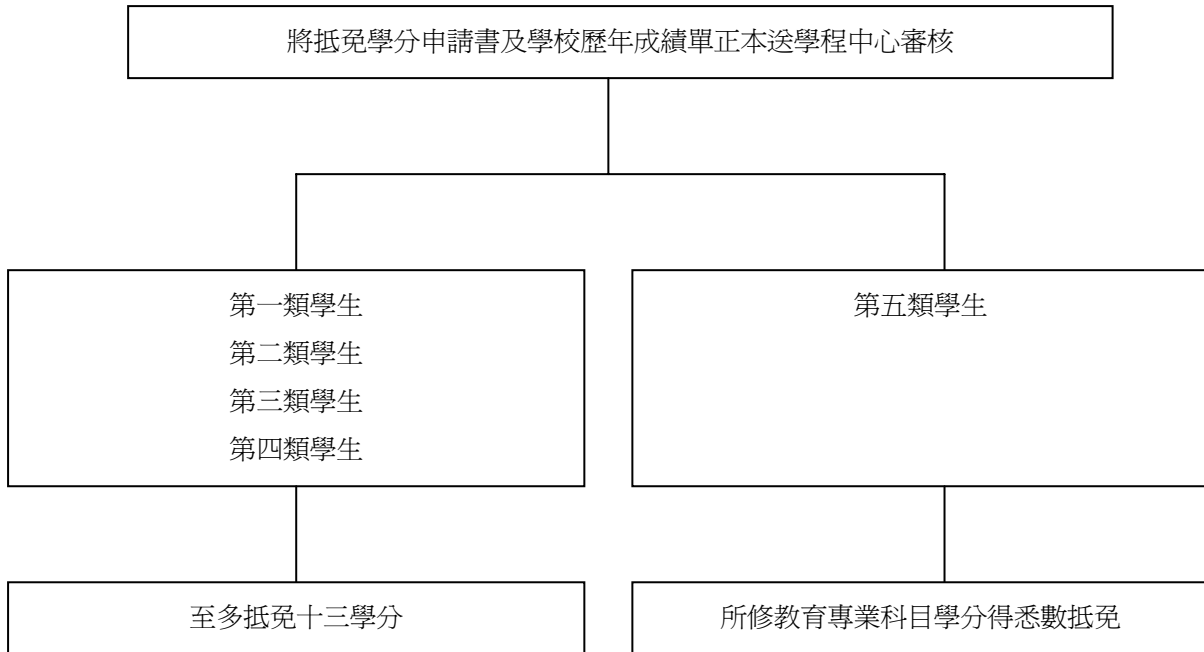 將抵免學分申請書及學校歷年成績單正本送學程中心審核
第一類學生
第二類學生
第三類學生
第四類學生
第五類學生
至多抵免十三學分
所修教育專業科目學分得悉數抵免